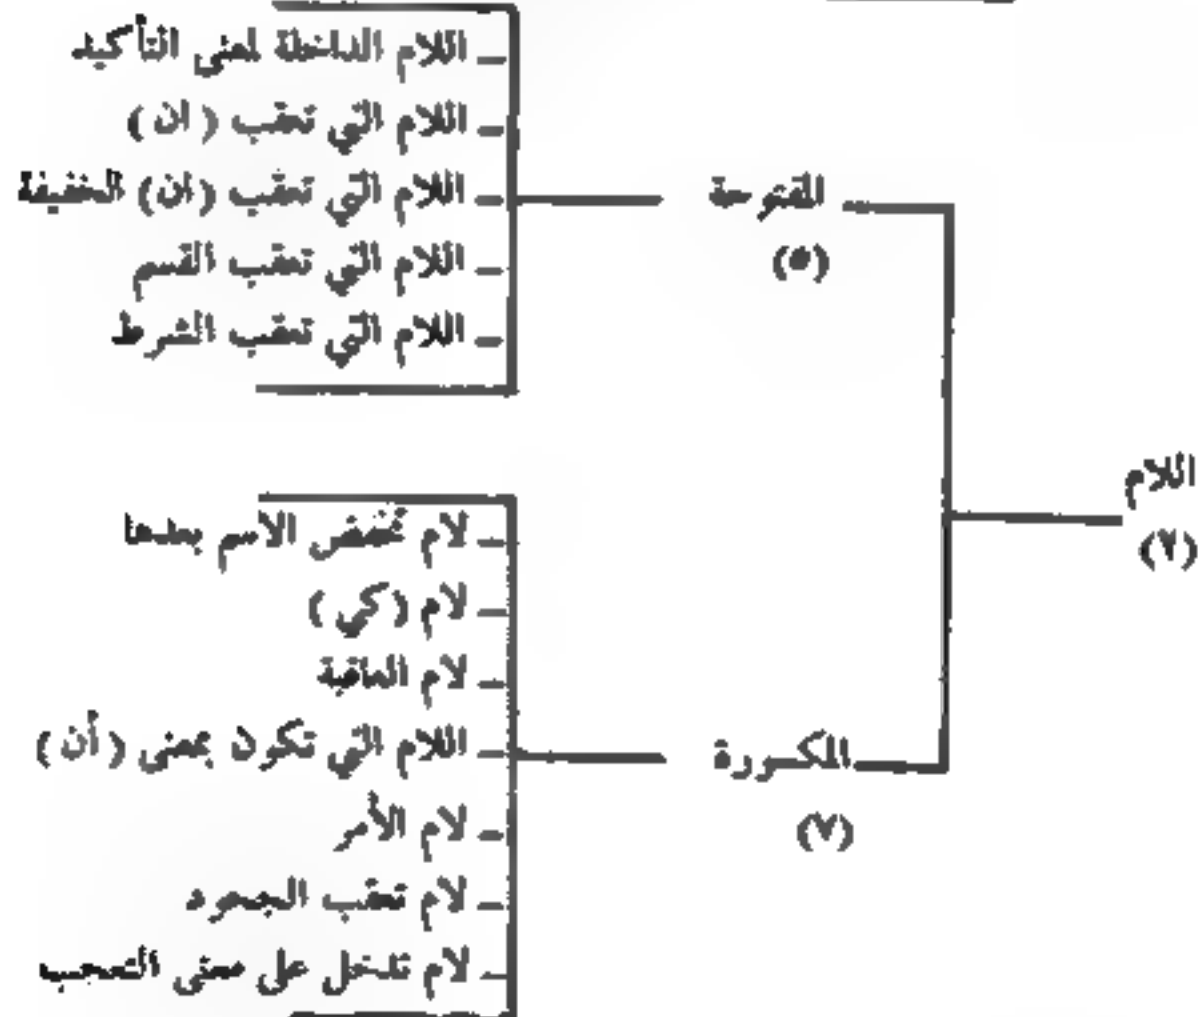 اللام
(٢)
المفتوحة
(٥)
ـ اللام الداخلة لمعنى التأكيد
ـ اللام التي تعقب ( ان )
ـ اللام التي تعقب (ان) الخفيفة
ـ اللام التي تعقب القسم
ـ اللام التي تعقب الشرط
المكسورة
(٧)
ـ لام تخفض الاسم بعدها
ـ لام (كي )
ـ لام العاقبة
ـ اللام التي تكون بمعنى ( أن )
ـ لام الأمر
ـ لام تعقب الجحود
ـ لام تدخل على معنى التعجب